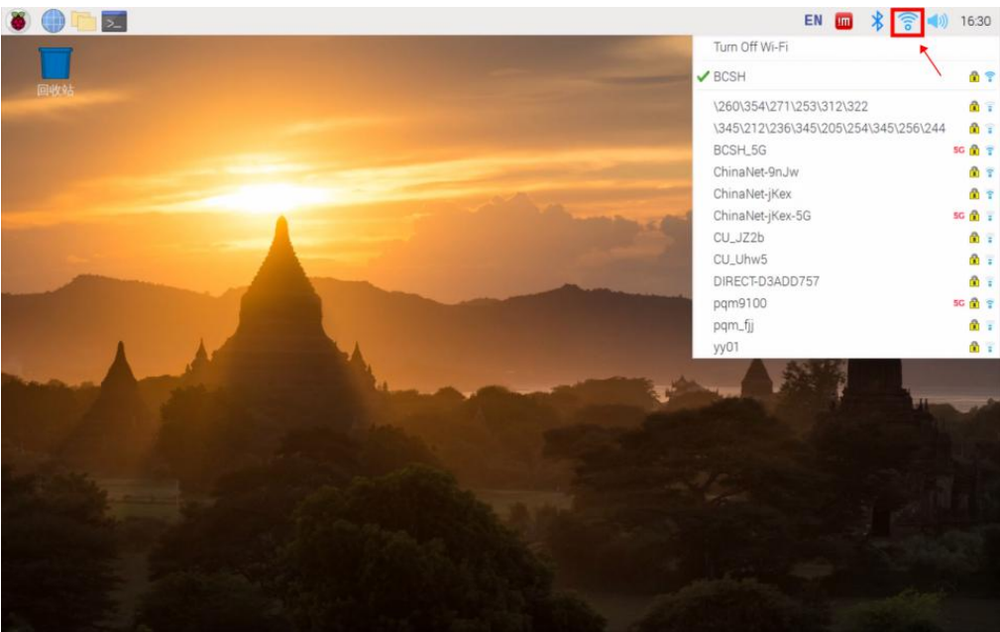 EN
16:30
回收站
Turn Off Wi-Fi
BCSH
\260\354\271\253\312\322
\345\212\236\345\205\254\345\256\244
BCSH_5G
5G
ChinaNet-9nJw
ChinaNet-jKex
ChinaNet-jKex-5G
5G
CU_JZ2b
CU_Uhw5
DIRECT-D3ADD757
pqm9100
5G
pqm_fjj
yy01